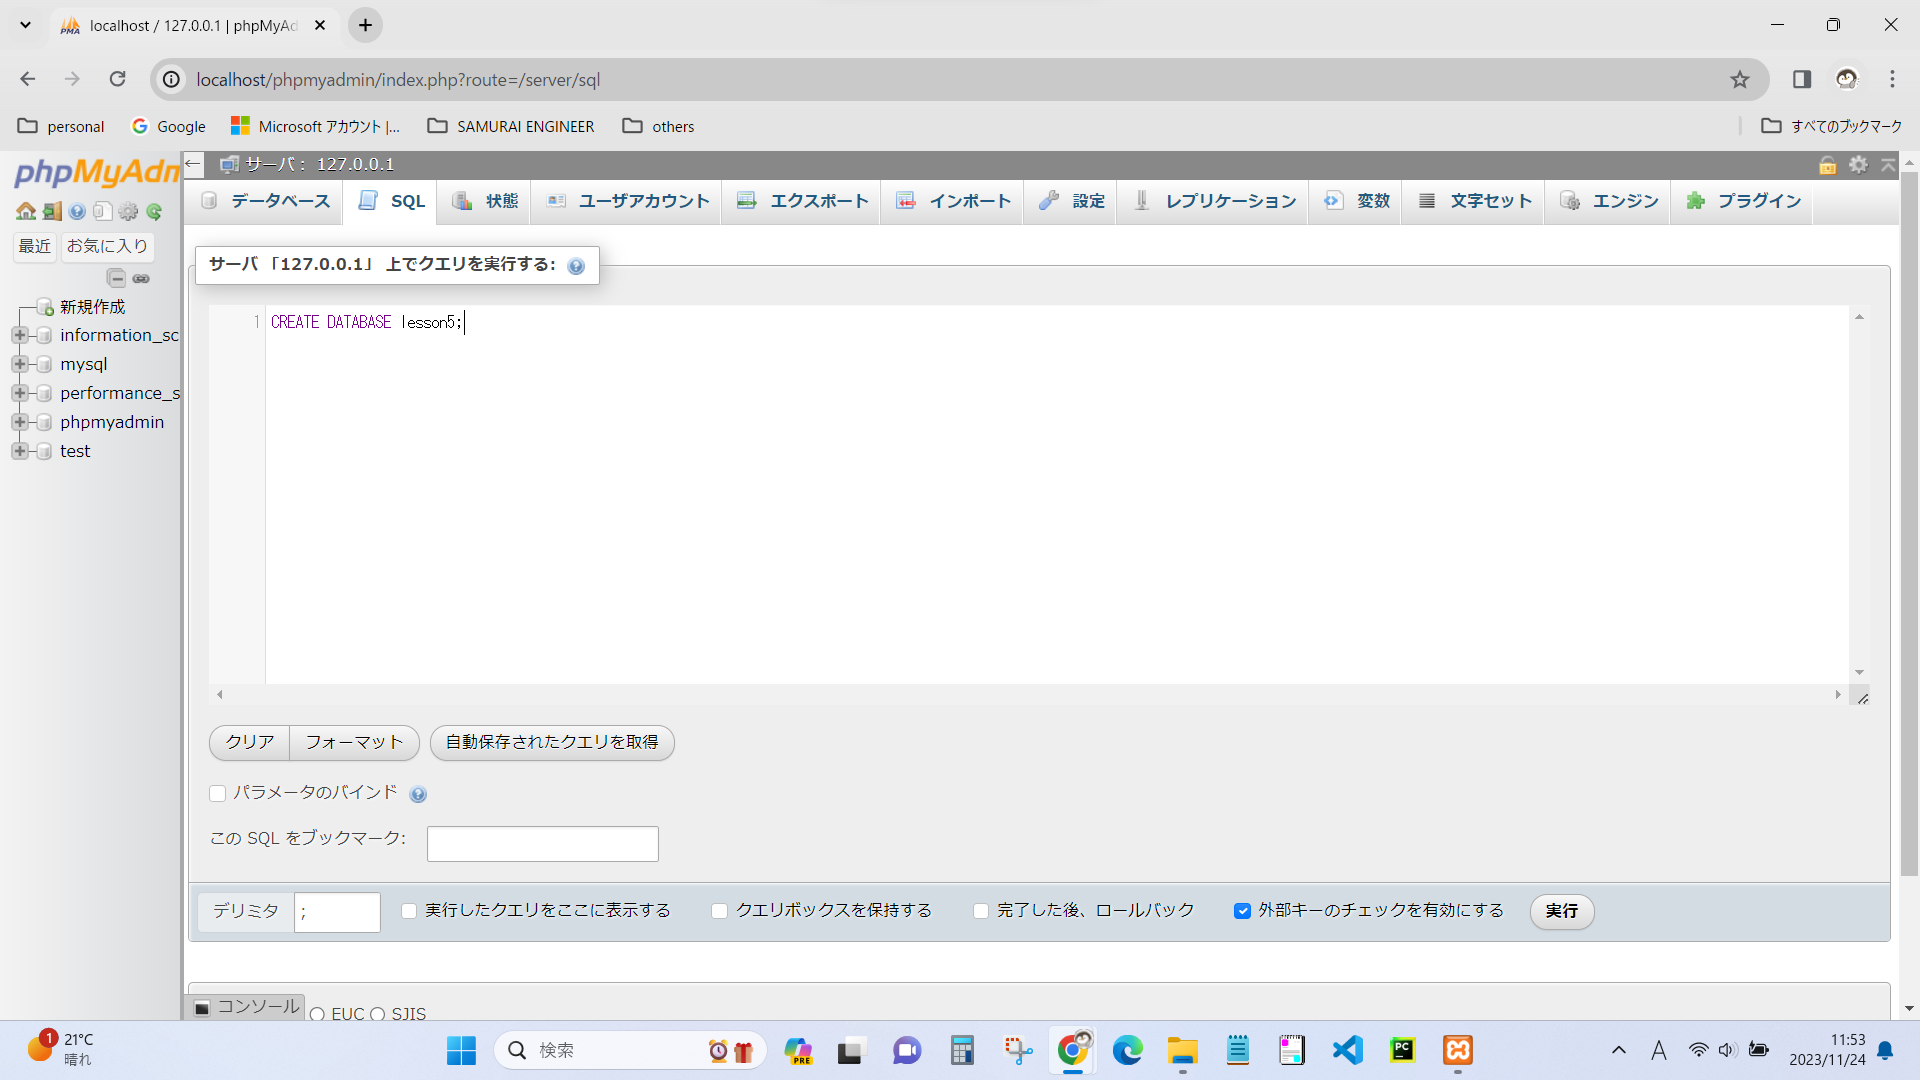 localhost / 127.0.0.1 | phpMyAd
localhost/phpmyadmin/index.php?route=/server/sql
personal
Google
Microsoft アカウント |...
SAMURAI ENGINEER
others
すべてのブックマーク
phpMyAdm
サーバ： 127.0.0.1
データベース
SQL
状態
ユーザアカウント
エクスポート
インポート
設定
レプリケーション
変数
文字セット
エンジン
プラグイン
最近
お気に入り
新規作成
information_sc
mysql
performance_s
phpmyadmin
test
サーバ 「127.0.0.1」 上でクエリを実行する:
1 CREATE DATABASE lesson5;
クリア
フォーマット
自動保存されたクエリを取得
パラメータのバインド
この SQL をブックマーク:
デリミタ
;
実行したクエリをここに表示する
クエリボックスを保持する
完了した後、ロールバック
外部キーのチェックを有効にする
実行
コンソール
EUC
SJIS
1
21°C
晴れ
検索
PRE
PC
A
11:53
2023/11/24